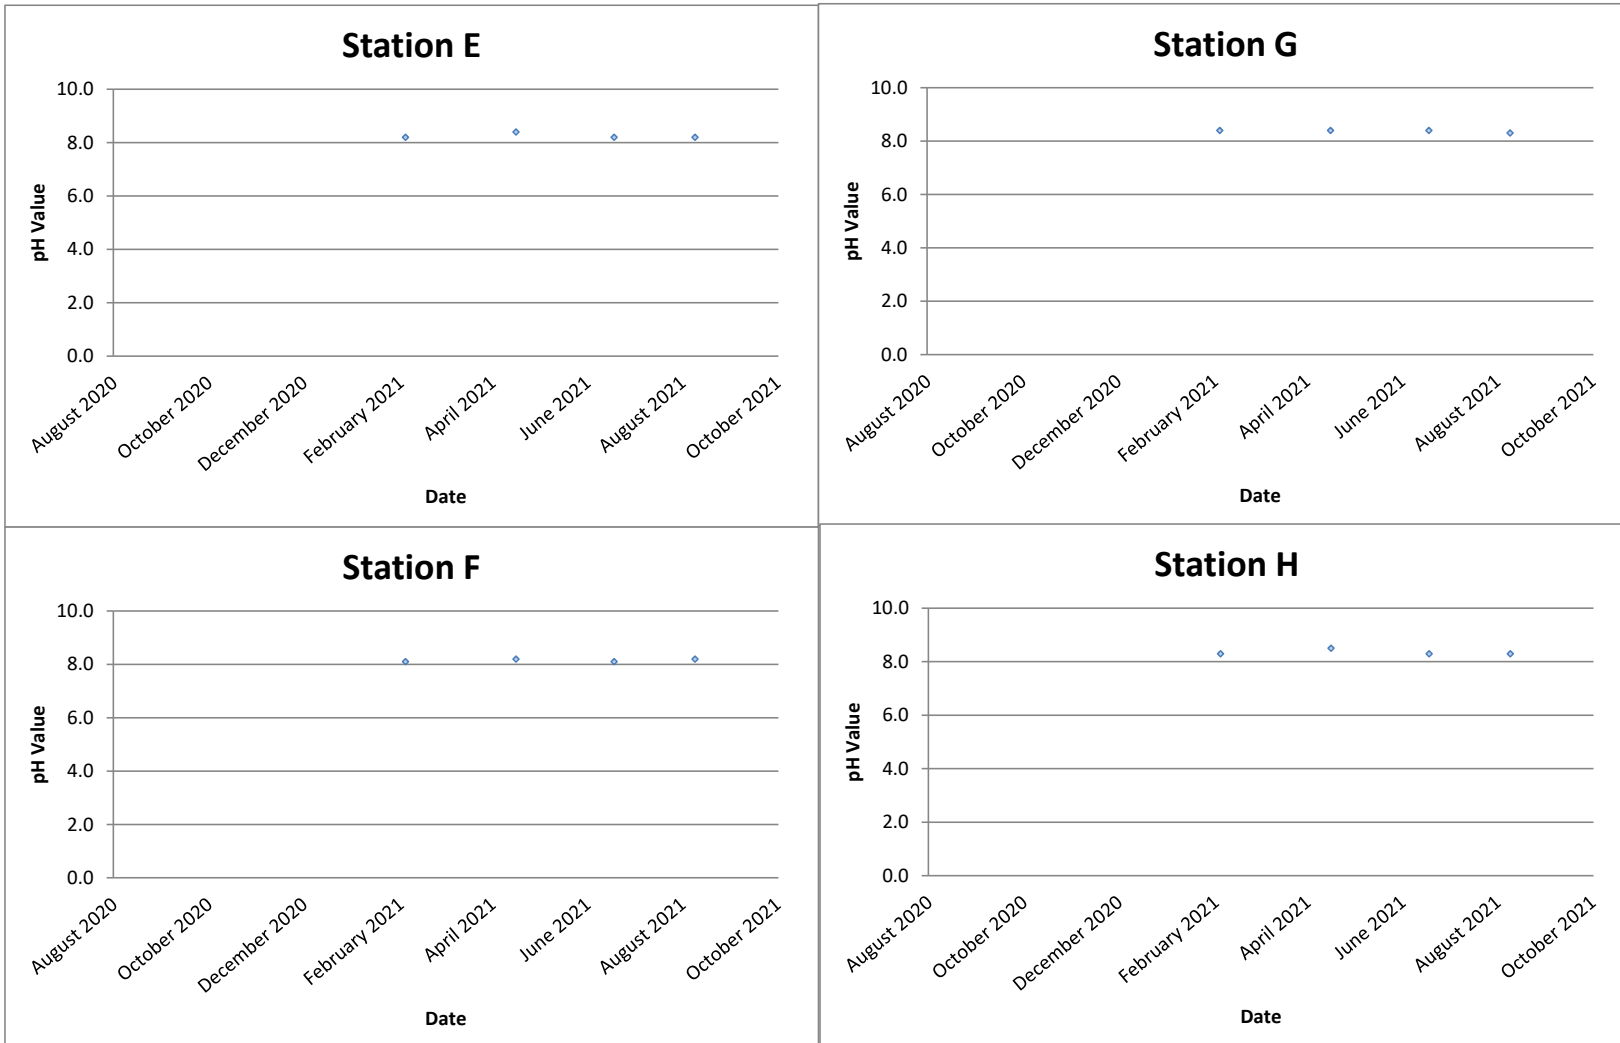 Station E
10.0
8.0
6.0
4.0
2.0
0.0
pH Value
August 2020
October 2020
December 2020
February 2021
April 2021
June 2021
August 2021
October 2021
Date
Station G
10.0
8.0
6.0
4.0
2.0
0.0
pH Value
August 2020
October 2020
December 2020
February 2021
April 2021
June 2021
August 2021
October 2021
Date
Station F
10.0
8.0
6.0
4.0
2.0
0.0
pH Value
August 2020
October 2020
December 2020
February 2021
April 2021
June 2021
August 2021
October 2021
Date
Station H
10.0
8.0
6.0
4.0
2.0
0.0
pH Value
August 2020
October 2020
December 2020
February 2021
April 2021
June 2021
August 2021
October 2021
Date